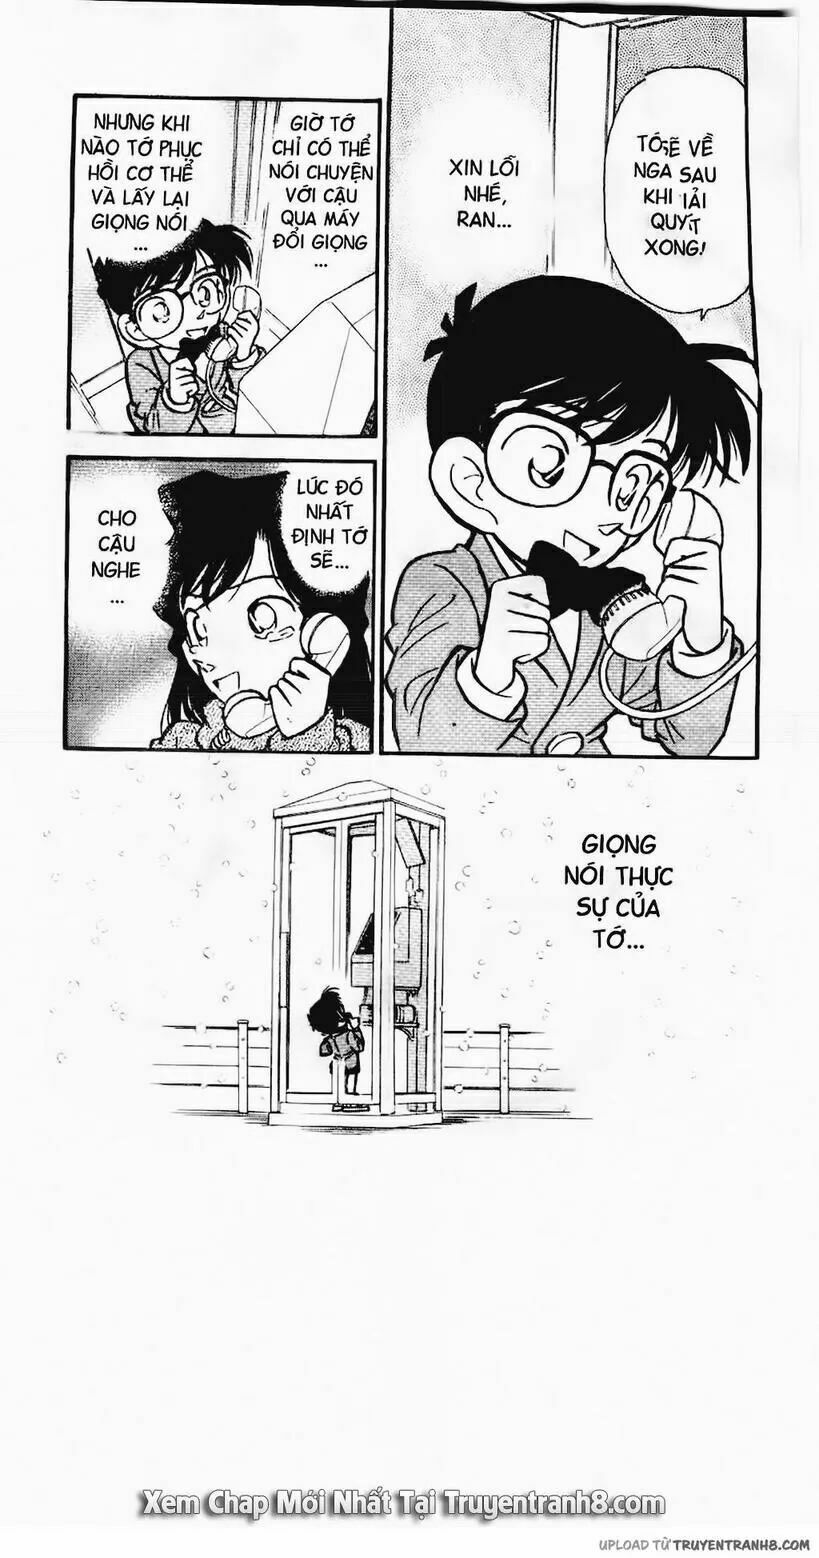 TỚ SẼ VỀ
NGA SAU
KHI IẢI
QUYẾT
XONG!
XIN LỖI
NHÉ,
RAN...
GIỜ TỚ
CHỈ CÓ THỂ
NÓI CHUYỆN
VỚI CẬU
QUA MÁY
ĐỔI GIỌNG
...
NHƯNG KHI
NÀO TỚ PHỤC
HỒI CƠ THỂ
VÀ LẤY LẠI
GIỌNG NÓI
...
LÚC ĐÓ
NHẤT
ĐỊNH TỚ
SẼ...
CHO
CẬU
NGHE
...
GIỌNG
NÓI THỰC
SỰ CỦA
TỚ...
Xem Chap Mới Nhất Tại Truyentranh8.com
UPLOAD TỪ TRUYENTRANH8.COM